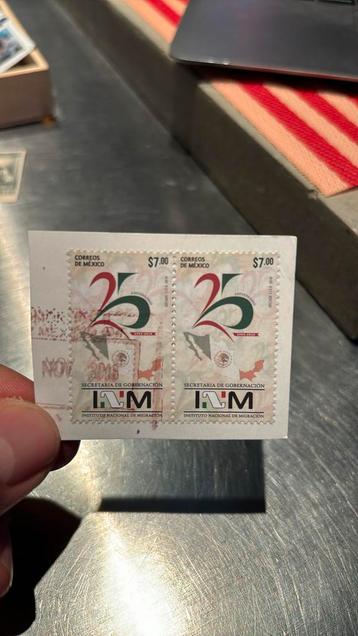 CORREOS
DE MÉXICO
$7.00
25
SECRETARÍA DE GOBERNACIÓN
INM
INSTITUTO NACIONAL DE MIGRACIÓN
CORREOS
DE MÉXICO
$7.00
25
SECRETARÍA DE GOBERNACIÓN
INM
INSTITUTO NACIONAL DE MIGRACIÓN
NOV 2018